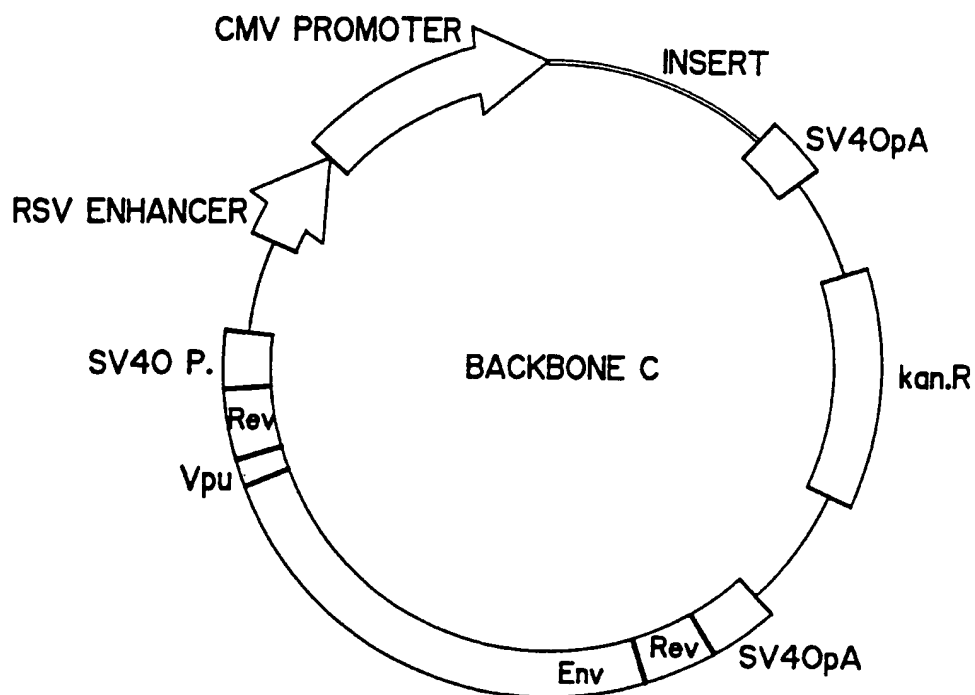 CMV PROMOTER
INSERT
SV40pA
RSV ENHANCER
SV40 P.
BACKBONE C
kan.R
Rev
Vpu
Env
Rev
SV40pA